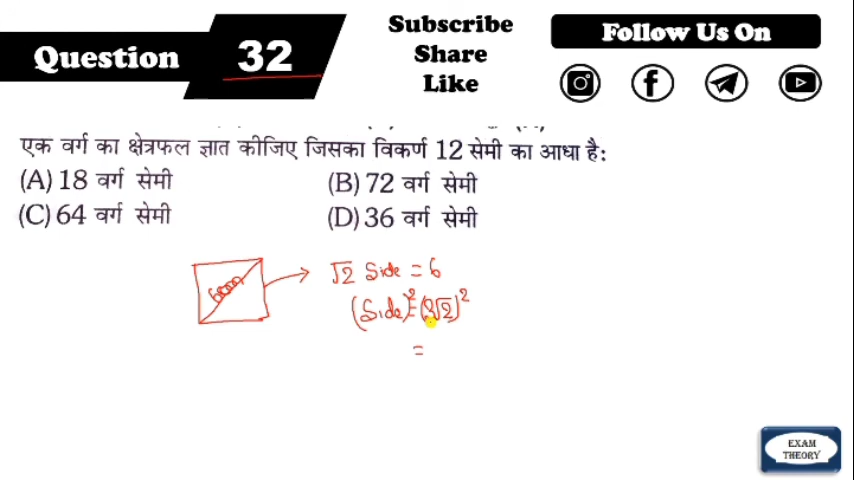 Question 32
Subscribe
Share
Like
Follow Us On
एक वर्ग का क्षेत्रफल ज्ञात कीजिए जिसका विकर्ण 12 सेमी का आधा है:
(A) 18 वर्ग सेमी (B) 72 वर्ग सेमी
(C) 64 वर्ग सेमी (D) 36 वर्ग सेमी
√2 Side = 6
(Side)² = (3√2)²
=
EXAM
THEORY